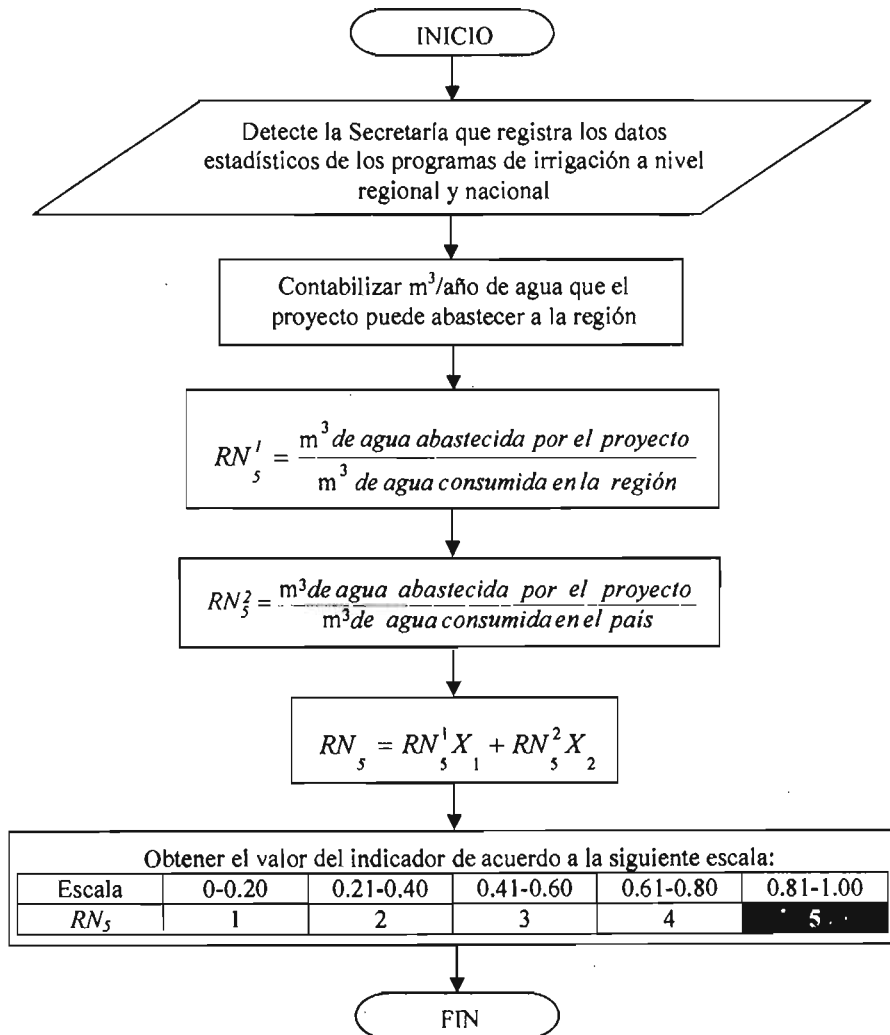 INICIO
Detecte la Secretaría que registra los datos
estadísticos de los programas de irrigación a nivel
regional y nacional
Contabilizar m³/año de agua que el
proyecto puede abastecer a la región
RN₅¹ = m³ de agua abastecida por el proyecto / m³ de agua consumida en la región
RN₅² = m³ de agua abastecida por el proyecto / m³ de agua consumida en el país
RN₅ = RN₅¹X₁ + RN₅²X₂
Obtener el valor del indicador de acuerdo a la siguiente escala:
Escala 0-0.20 0.21-0.40 0.41-0.60 0.61-0.80 0.81-1.00
RN₅ 1 2 3 4 5
FIN